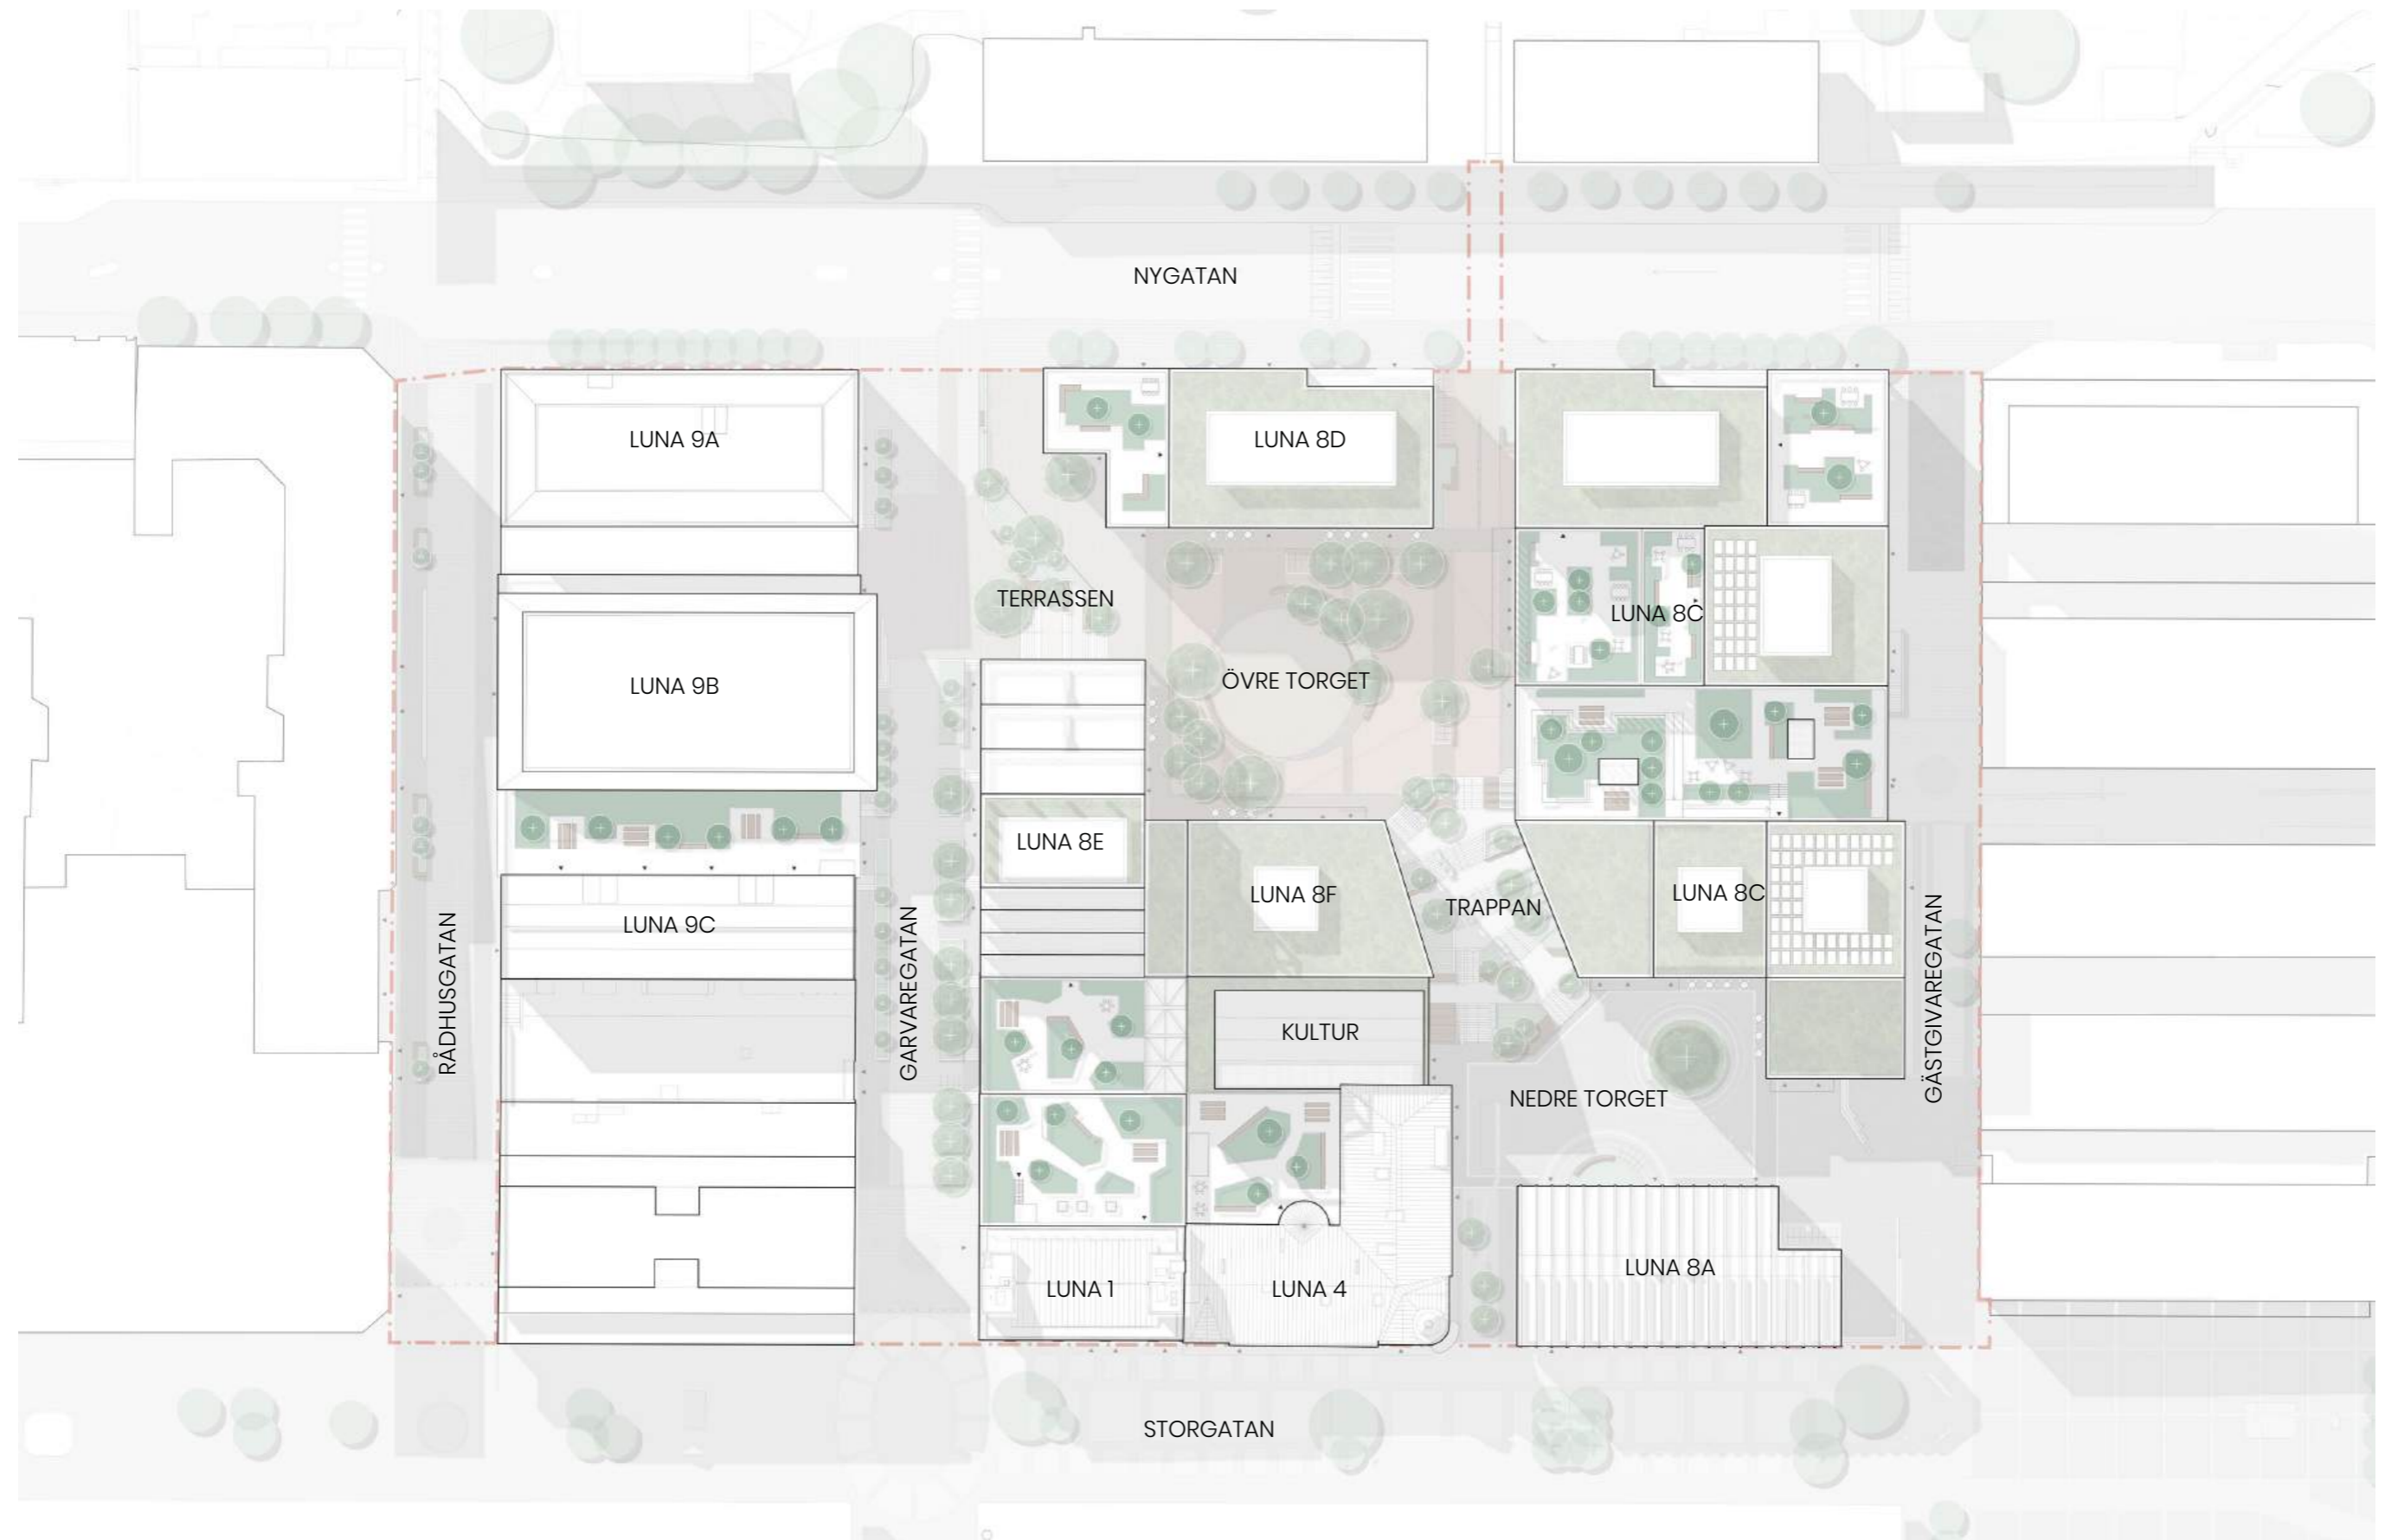 NYGATAN
LUNA 9A
LUNA 8D
TERRASSEN
LUNA 8C
LUNA 9B
ÖVRE TORGET
LUNA 8E
LUNA 8F
LUNA 8C
TRAPPAN
LUNA 9C
RÅDHUSGATAN
GARVAREGATAN
GÄSTGIVAREGATAN
KULTUR
NEDRE TORGET
LUNA 8A
LUNA 1
LUNA 4
STORGATAN